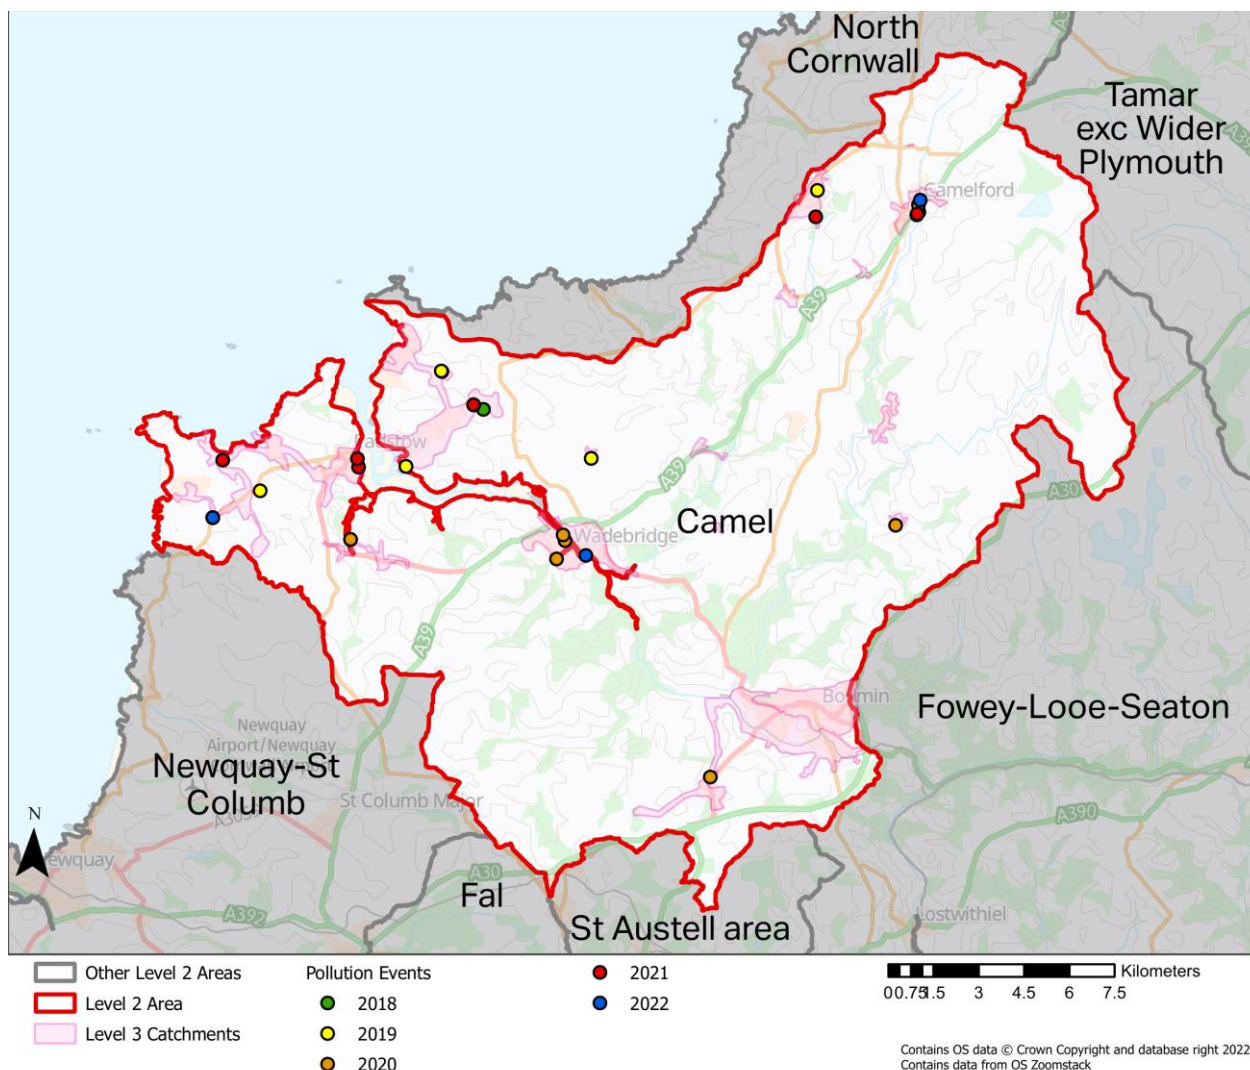 North
Cornwall
Tamar
exc Wider
Plymouth
A39
Camelford
A39
Padstow
A39
A30
Camel
Wadebridge
A39
Bodmin
Fowey-Looe-Seaton
Newquay
Airport/Newquay
Newquay-St
Columb
St Columb Major
N
A390
Newquay
A30
Fal
A392
St Austell area
Lostwithiel
Other Level 2 Areas
Level 2 Area
Level 3 Catchments
Pollution Events
2018
2019
2020
2021
2022
Kilometers
0 0.75 1.5 3 4.5 6 7.5
Contains OS data © Crown Copyright and database right 2022
Contains data from OS Zoomstack